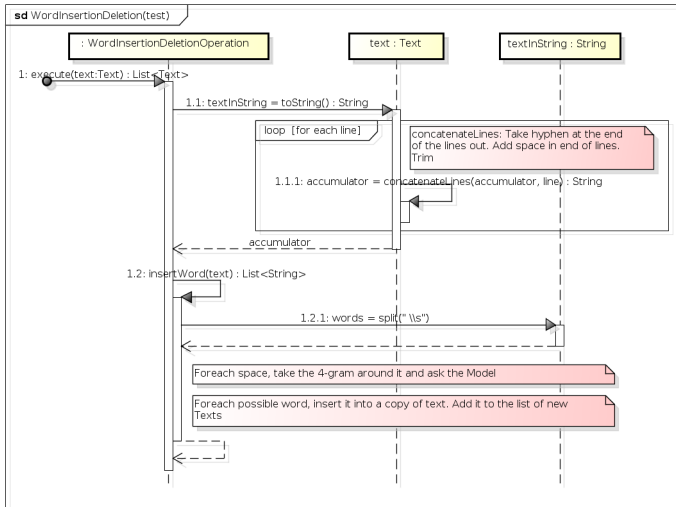 sd WordInsertionDeletion(test)
: WordInsertionDeletionOperation
text : Text
textInString : String
1: execute(text:Text) : List<Text>
1.1: textInString = toString() : String
loop [for each line]
concatenateLines: Take hyphen at the end
of the lines out. Add space in end of lines.
Trim
1.1.1: accumulator = concatenateLines(accumulator, line) : String
accumulator
1.2: insertWord(text) : List<String>
1.2.1: words = split(" \\s")
Foreach space, take the 4-gram around it and ask the Model
Foreach possible word, insert it into a copy of text. Add it to the list of new
Texts